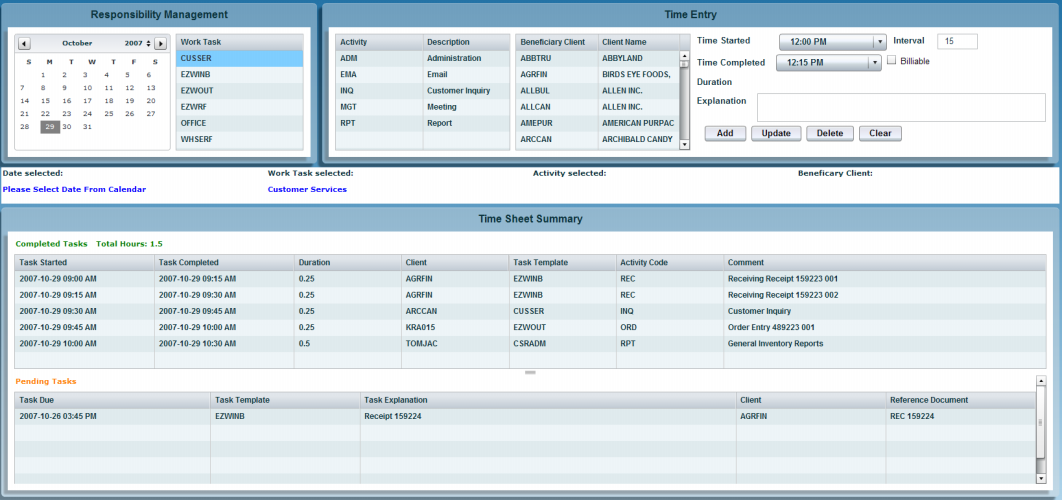 Responsibility Management
October 2007
S M T W T F S
1 2 3 4 5 6
7 8 9 10 11 12 13
14 15 16 17 18 19 20
21 22 23 24 25 26 27
28 29 30 31
Work Task
CUSSER
EZWINB
EZWOUT
EZWRF
OFFICE
WHSERF
Time Entry
Activity Description
ADM Administration
EMA Email
INQ Customer Inquiry
MGT Meeting
RPT Report
Beneficiary Client Client Name
ABBTRU ABBYLAND
AGRFIN BIRDS EYE FOODS,
ALLBUL ALLEN INC.
ALLCAN ALLEN INC.
AMEPUR AMERICAN PURPAC
ARCCAN ARCHIBALD CANDY
Time Started 12:00 PM Interval 15
Time Completed 12:15 PM Billiable
Duration
Explanation
Add Update Delete Clear
Date selected: Work Task selected: Activity selected: Beneficary Client:
Please Select Date From Calendar Customer Services
Time Sheet Summary
Completed Tasks Total Hours: 1.5
Task Started Task Completed Duration Client Task Template Activity Code Comment
2007-10-29 09:00 AM 2007-10-29 09:15 AM 0.25 AGRFIN EZWINB REC Receiving Receipt 159223 001
2007-10-29 09:15 AM 2007-10-29 09:30 AM 0.25 AGRFIN EZWINB REC Receiving Receipt 159223 002
2007-10-29 09:30 AM 2007-10-29 09:45 AM 0.25 ARCCAN CUSSER INQ Customer Inquiry
2007-10-29 09:45 AM 2007-10-29 10:00 AM 0.25 KRA015 EZWOUT ORD Order Entry 489223 001
2007-10-29 10:00 AM 2007-10-29 10:30 AM 0.5 TOMJAC CSRADM RPT General Inventory Reports
Pending Tasks
Task Due Task Template Task Explanation Client Reference Document
2007-10-26 03:45 PM EZWINB Receipt 159224 AGRFIN REC 159224